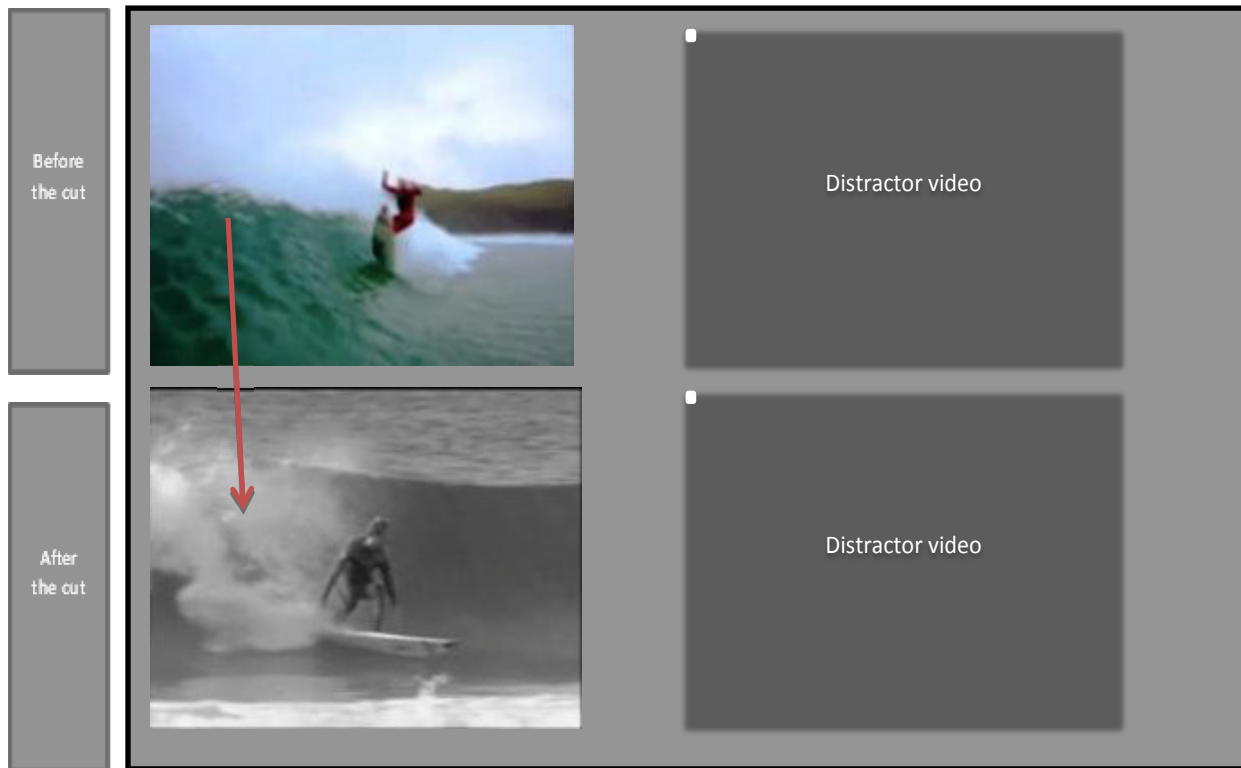 Before
the cut
Distractor video
After
the cut
Distractor video